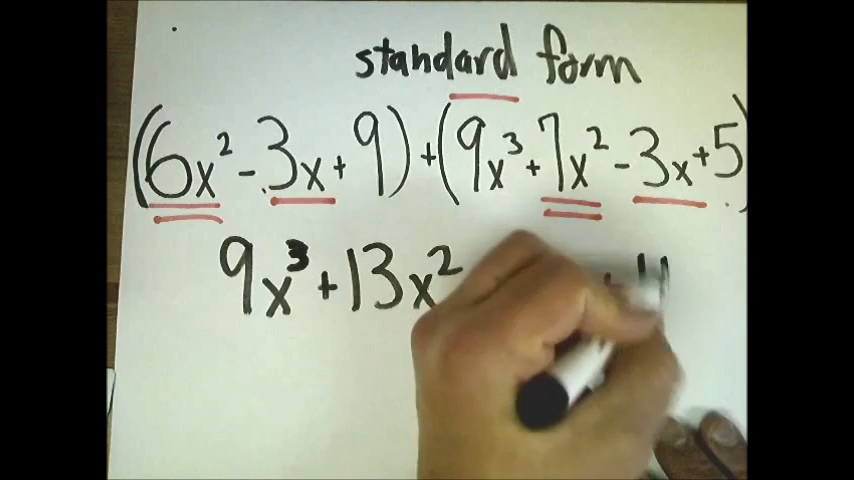 standard form
(6x² - 3x + 9) + (9x³ + 7x² - 3x + 5)
9x³ + 13x²